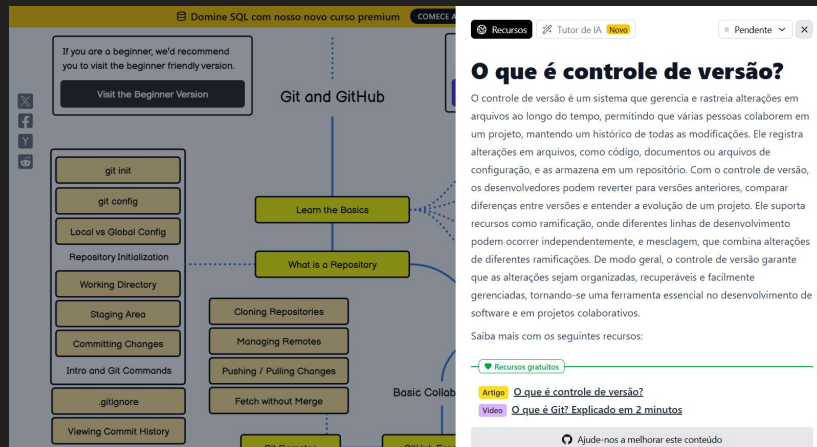 Domine SQL com nosso novo curso premium
COMECE A
If you are a beginner, we'd recommend
you to visit the beginner friendly version.
Visit the Beginner Version
Git and GitHub
git init
git config
Local vs Global Config
Repository Initialization
Working Directory
Staging Area
Committing Changes
Intro and Git Commands
.gitignore
Viewing Commit History
Learn the Basics
What is a Repository
Cloning Repositories
Managing Remotes
Pushing / Pulling Changes
Fetch without Merge
Basic Collab
Recursos
Tutor de IA Novo
Pendente
O que é controle de versão?
O controle de versão é um sistema que gerencia e rastreia alterações em
arquivos ao longo do tempo, permitindo que várias pessoas colaborem em
um projeto, mantendo um histórico de todas as modificações. Ele registra
alterações em arquivos, como código, documentos ou arquivos de
configuração, e as armazena em um repositório. Com o controle de versão,
os desenvolvedores podem reverter para versões anteriores, comparar
diferenças entre versões e entender a evolução de um projeto. Ele suporta
recursos como ramificação, onde diferentes linhas de desenvolvimento
podem ocorrer independentemente, e mesclagem, que combina alterações
de diferentes ramificações. De modo geral, o controle de versão garante
que as alterações sejam organizadas, recuperáveis e facilmente
gerenciadas, tornando-se uma ferramenta essencial no desenvolvimento de
software e em projetos colaborativos.
Saiba mais com os seguintes recursos:
Recursos gratuitos
Artigo O que é controle de versão?
Vídeo O que é Git? Explicado em 2 minutos
Ajude-nos a melhorar este conteúdo